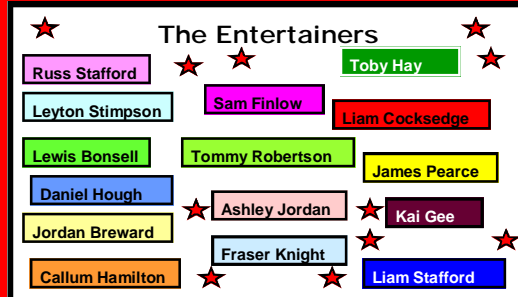 The Entertainers
Toby Hay
Russ Stafford
Sam Finlow
Leyton Stimpson
Liam Cocksedge
Lewis Bonsell
Tommy Robertson
James Pearce
Daniel Hough
Ashley Jordan
Kai Gee
Jordan Breward
Fraser Knight
Callum Hamilton
Liam Stafford